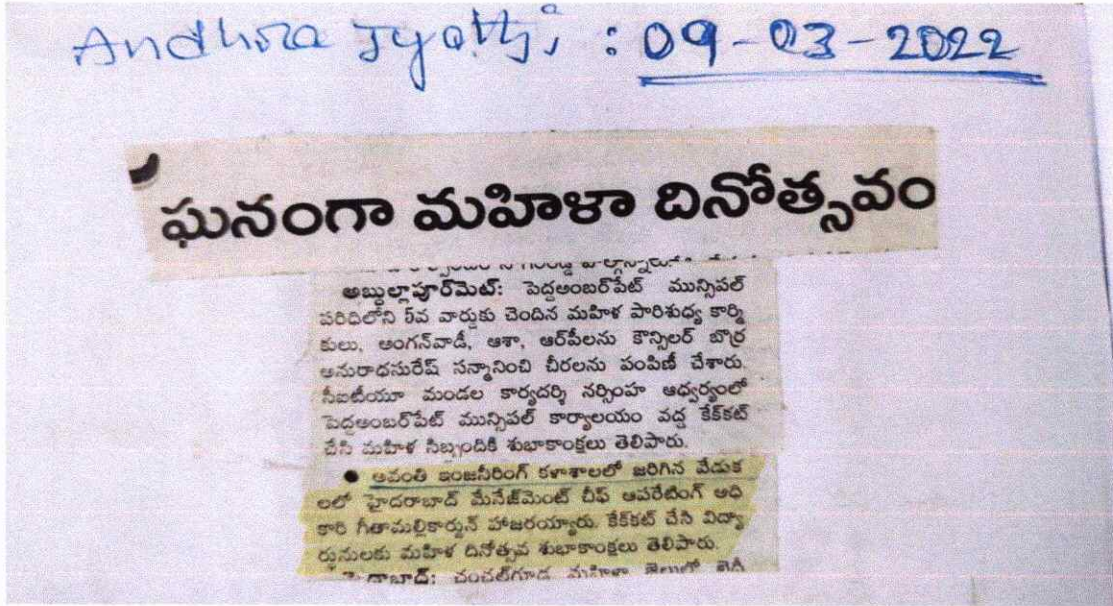 Andhra Jyothi : 09-03-2022
ఘనంగా మహిళా దినోత్సవం
అబ్దుల్లాపూర్‌మెట్: పెద్దఅంబర్‌పేట్ మున్సిపల్
పరిదిలోని 5వ వార్డుకు చెందిన మహిళ పారిశుధ్య కార్మి
కులు, అంగన్‌వాడీ, ఆశా, ఆర్‌పీలను కౌన్సిలర్ బొర్ర
అనురాధసురేష్ సన్మానించి చీరలను పంపిణీ చేశారు.
సీఐటీయూ మండల కార్యదర్శి నర్సింహ ఆధ్వర్యంలో
పెద్దఅంబర్‌పేట్ మున్సిపల్ కార్యాలయం వద్ద కేక్‌కట్
చేసి మహిళ సిబ్బందికి శుభాకాంక్షలు తెలిపారు.
● అవంతి ఇంజనీరింగ్ కళాశాలలో జరిగిన వేడుక
లలో హైదరాబాద్ మేనేజ్‌మెంట్ చీఫ్ ఆపరేటింగ్ అధి
కారి గీతామల్లికార్జున్ హాజరయ్యారు. కేక్‌కట్ చేసి విద్యా
ర్థునులకు మహిళ దినోత్సవ శుభాకాంక్షలు తెలిపారు.
చంచల్‌గూడ మహిళా జైలులో